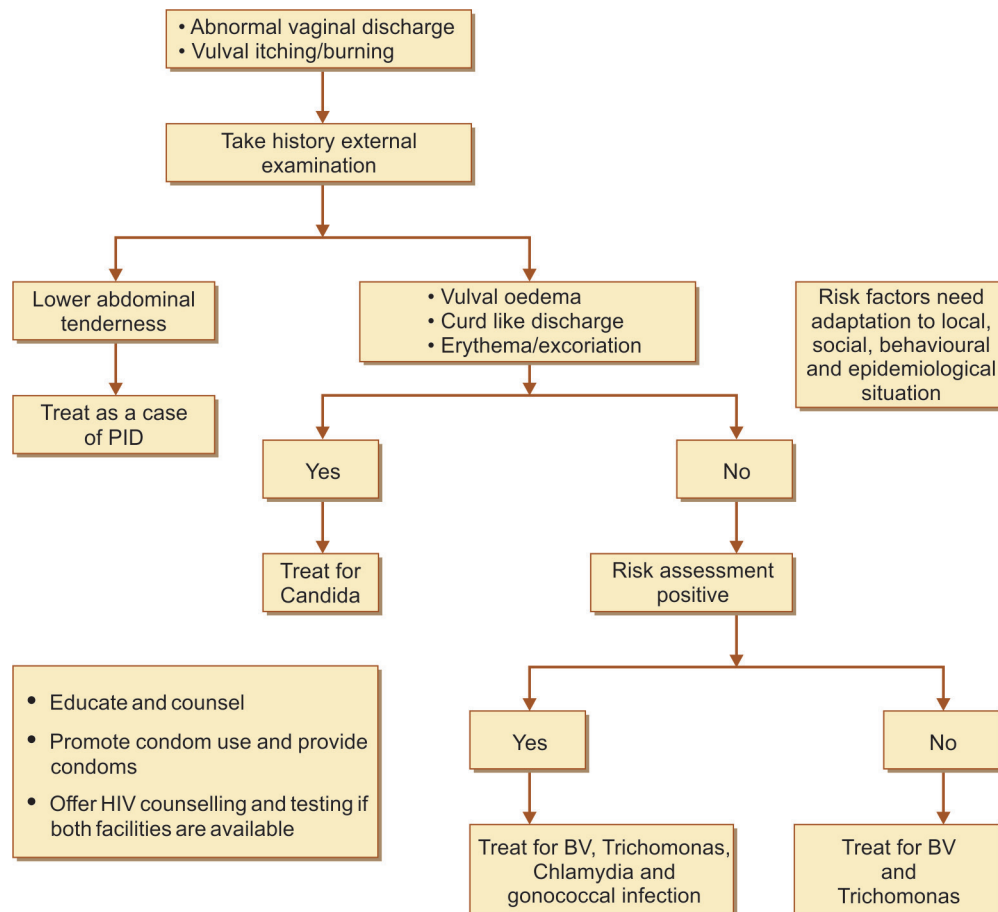 • Abnormal vaginal discharge
• Vulval itching/burning
Take history external
examination
Lower abdominal
tenderness
• Vulval oedema
• Curd like discharge
• Erythema/excoriation
Risk factors need
adaptation to local,
social, behavioural
and epidemiological
situation
Treat as a case
of PID
Yes
No
Treat for
Candida
Risk assessment
positive
• Educate and counsel
• Promote condom use and provide
condoms
• Offer HIV counselling and testing if
both facilities are available
Yes
No
Treat for BV, Trichomonas,
Chlamydia and
gonococcal infection
Treat for BV
and
Trichomonas